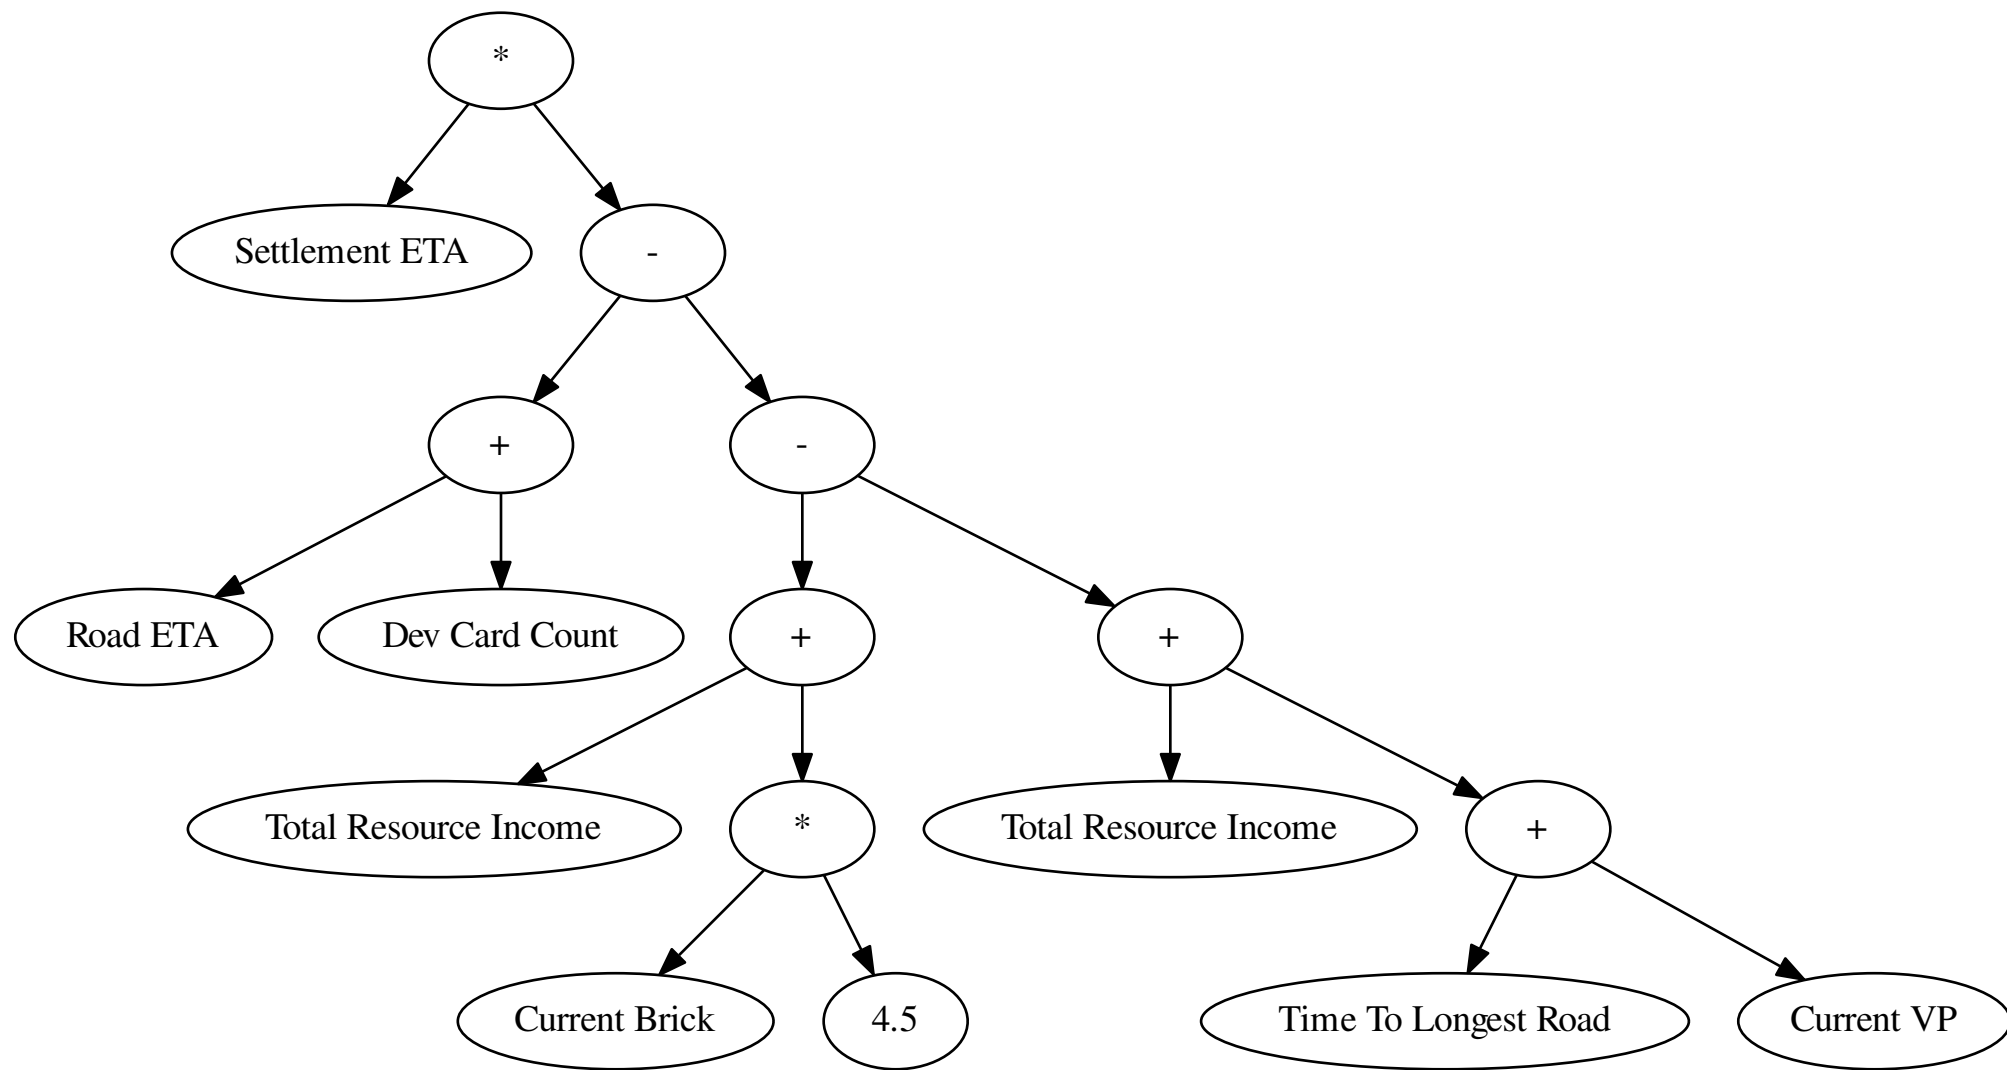 *
Settlement ETA
-
+
-
Road ETA
Dev Card Count
+
+
Total Resource Income
*
Total Resource Income
+
Current Brick
4.5
Time To Longest Road
Current VP